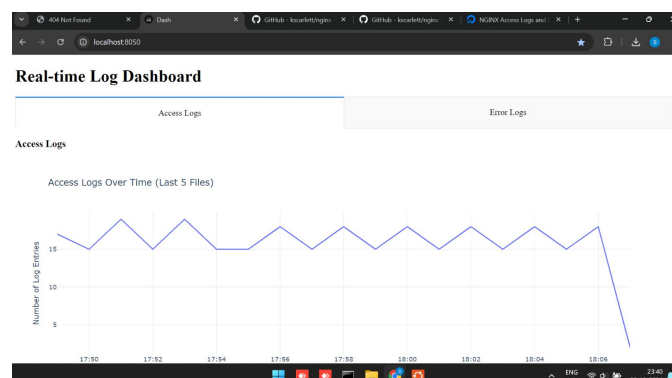 404 Not Found
Dash
GitHub - kscarlett/nginx
GitHub - kscarlett/nginx
NGINX Access Logs and
localhost:8050
Real-time Log Dashboard
Access Logs
Error Logs
Access Logs
Access Logs Over Time (Last 5 Files)
Number of Log Entries
15
10
5
17:50 17:52 17:54 17:56 17:58 18:00 18:02 18:04 18:06
ENG
23:40